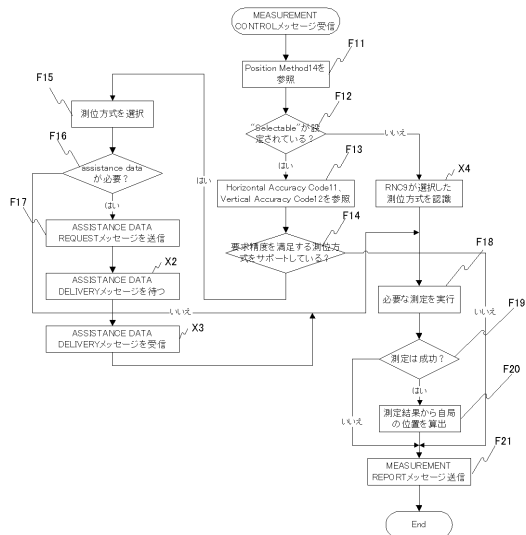 MEASUREMENT
CONTROLメッセージ受信
F11
Position Method14を
参照
F12
"Selectable"が設
定されている？
いいえ
はい
F13
Horizontal Accuracy Code11、
Vertical Accuracy Code12を参照
X4
RNC9が選択した
測位方式を認識
F14
要求精度を満足する測位方
式をサポートしている？
はい
いいえ
F15
測位方式を選択
F16
assistance data
が必要？
はい
いいえ
F17
ASSISTANCE DATA
REQUESTメッセージを送信
X2
ASSISTANCE DATA
DELIVERYメッセージを待つ
X3
ASSISTANCE DATA
DELIVERYメッセージを受信
F18
必要な測定を実行
F19
測定は成功？
はい
いいえ
F20
測定結果から自局
の位置を算出
F21
MEASUREMENT
REPORTメッセージ送信
End